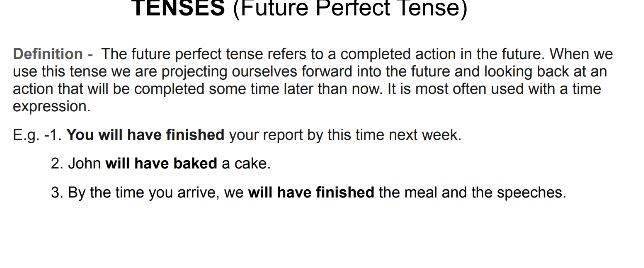 TENSES (Future Perfect Tense)
Definition - The future perfect tense refers to a completed action in the future. When we
use this tense we are projecting ourselves forward into the future and looking back at an
action that will be completed some time later than now. It is most often used with a time
expression.
E.g. -1. You will have finished your report by this time next week.
2. John will have baked a cake.
3. By the time you arrive, we will have finished the meal and the speeches.